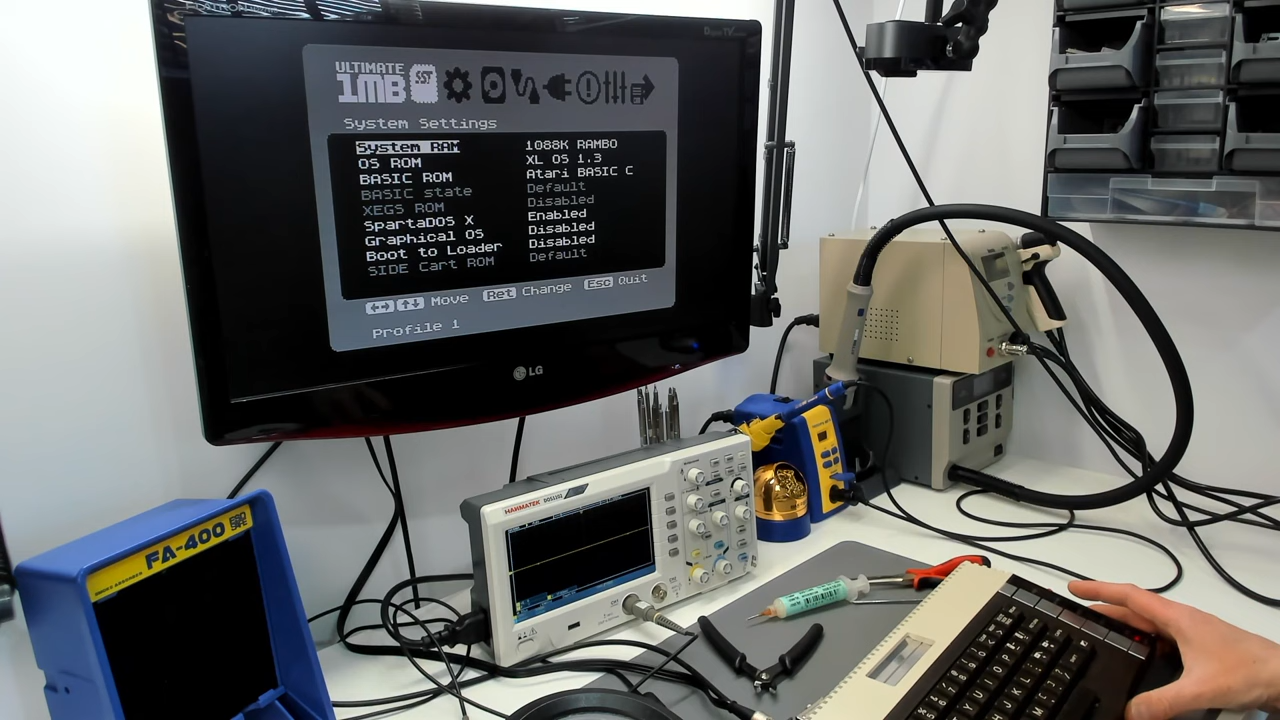 ULTIMATE
1MB
SST
System Settings
System RAM 1088K RAMBO
OS ROM XL OS 1.3
BASIC ROM Atari BASIC C
BASIC state Default
XEGS ROM Disabled
SpartaDOS X Enabled
Graphical OS Disabled
Boot to Loader Disabled
SIDE Cart ROM Default
Move Ret Change Esc Quit
Profile 1
LG
HANMATEK DOS1102
FA-400